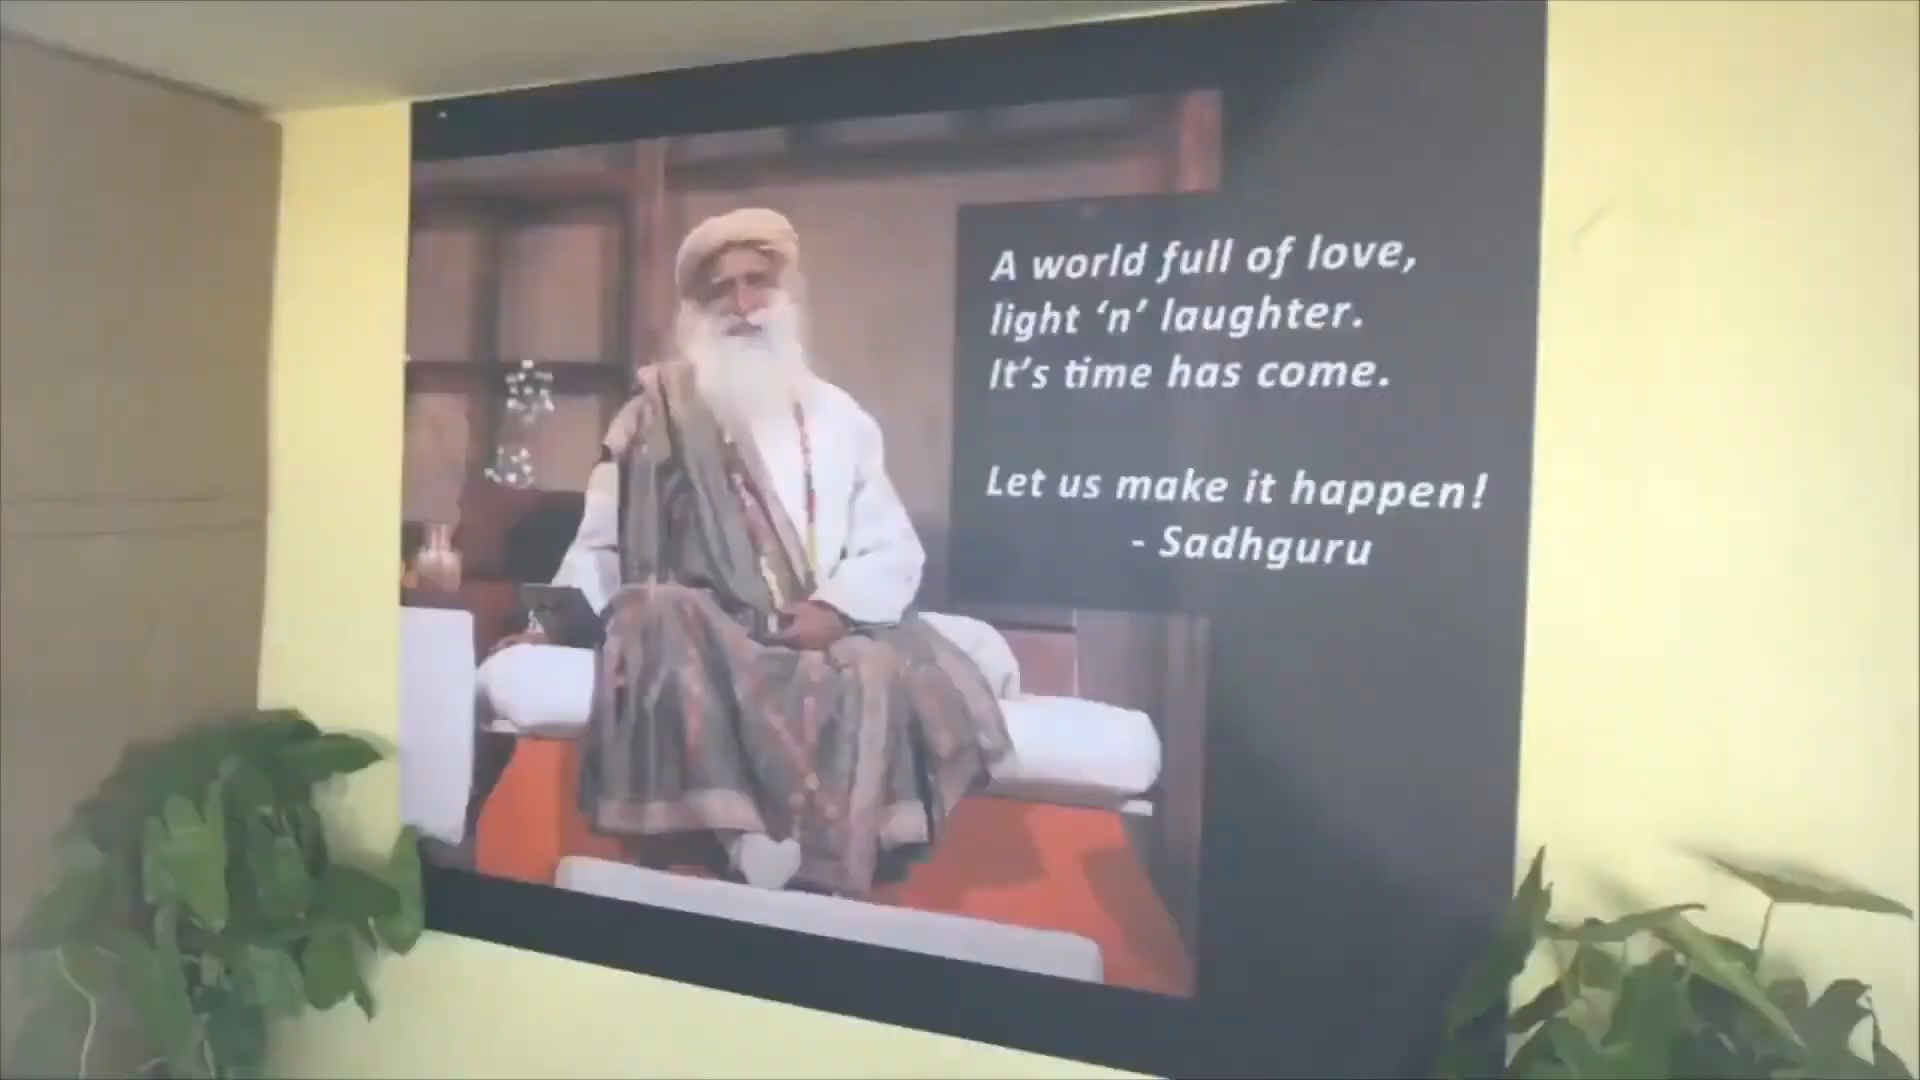 A world full of love,
light ‘n’ laughter.
It’s time has come.
Let us make it happen!
- Sadhguru